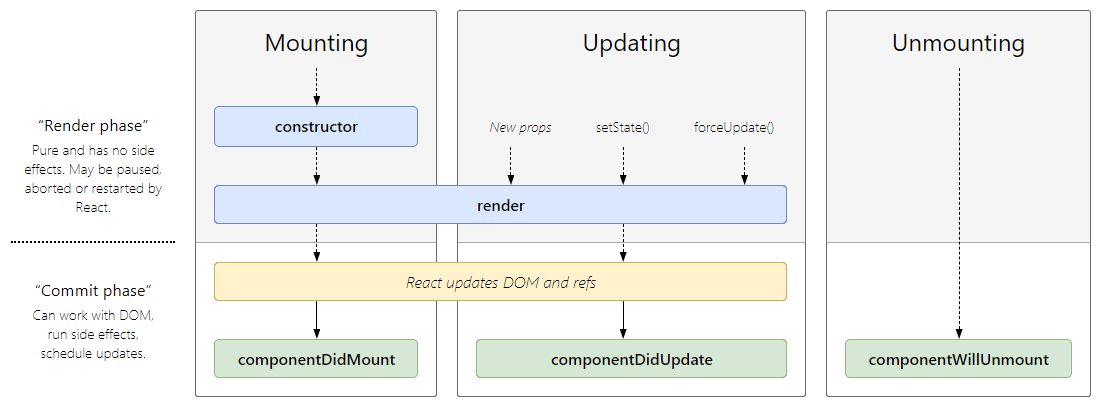 Mounting
Updating
Unmounting
“Render phase”
Pure and has no side
effects. May be paused,
aborted or restarted by
React.
constructor
New props
setState()
forceUpdate()
render
React updates DOM and refs
“Commit phase”
Can work with DOM,
run side effects,
schedule updates.
componentDidMount
componentDidUpdate
componentWillUnmount